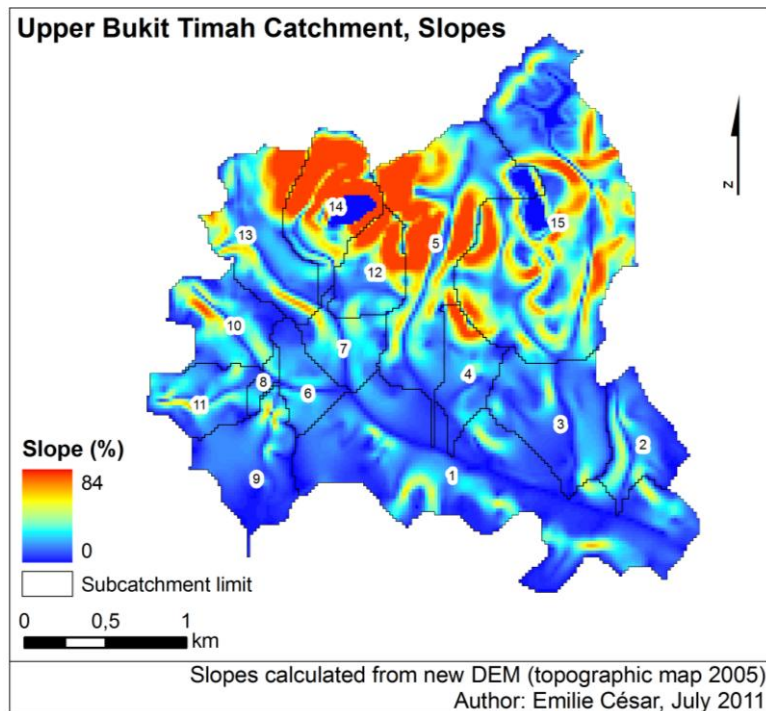 Upper Bukit Timah Catchment, Slopes
N
14
15
13
5
12
10
7
4
8
6
11
3
2
1
9
Slope (%)
84
0
Subcatchment limit
0 0,5 1
km
Slopes calculated from new DEM (topographic map 2005)
Author: Emilie César, July 2011